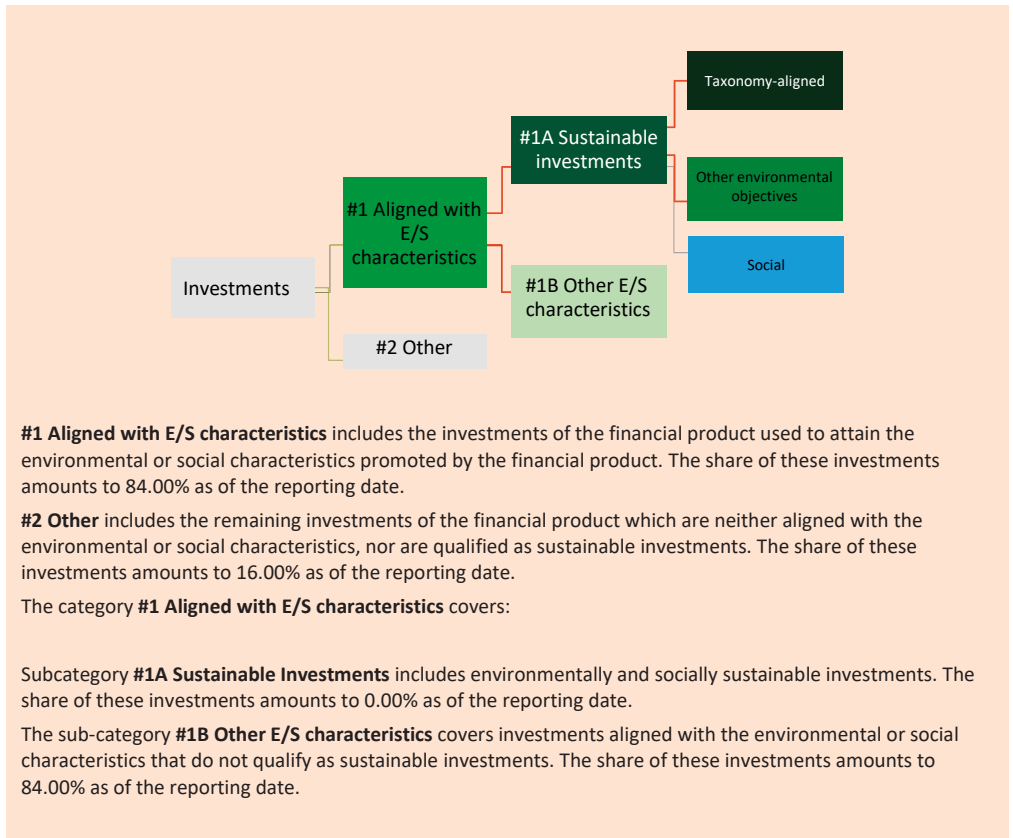 Taxonomy-aligned
#1A Sustainable
investments
Other environmental
objectives
#1 Aligned with
E/S
characteristics
Social
Investments
#1B Other E/S
characteristics
#2 Other
#1 Aligned with E/S characteristics includes the investments of the financial product used to attain the
environmental or social characteristics promoted by the financial product. The share of these investments
amounts to 84.00% as of the reporting date.
#2 Other includes the remaining investments of the financial product which are neither aligned with the
environmental or social characteristics, nor are qualified as sustainable investments. The share of these
investments amounts to 16.00% as of the reporting date.
The category #1 Aligned with E/S characteristics covers:
Subcategory #1A Sustainable Investments includes environmentally and socially sustainable investments. The
share of these investments amounts to 0.00% as of the reporting date.
The sub-category #1B Other E/S characteristics covers investments aligned with the environmental or social
characteristics that do not qualify as sustainable investments. The share of these investments amounts to
84.00% as of the reporting date.